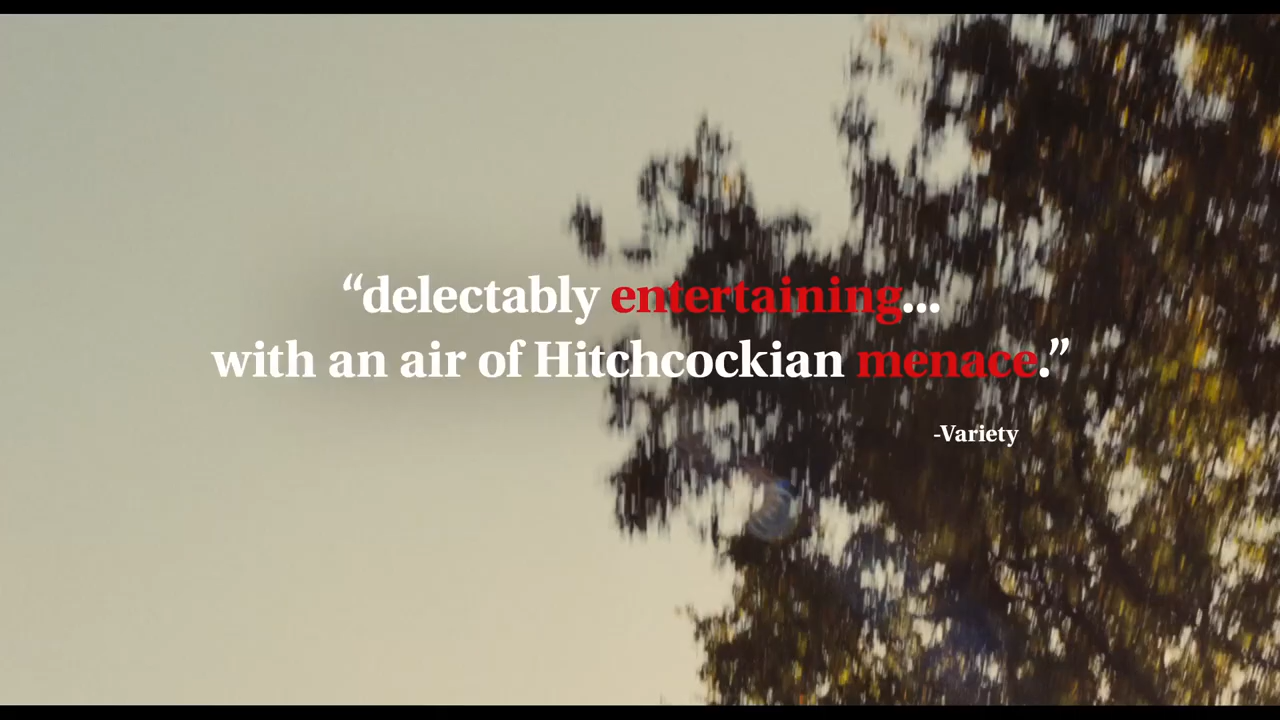 “delectably entertaining...
with an air of Hitchcockian menace.”
-Variety